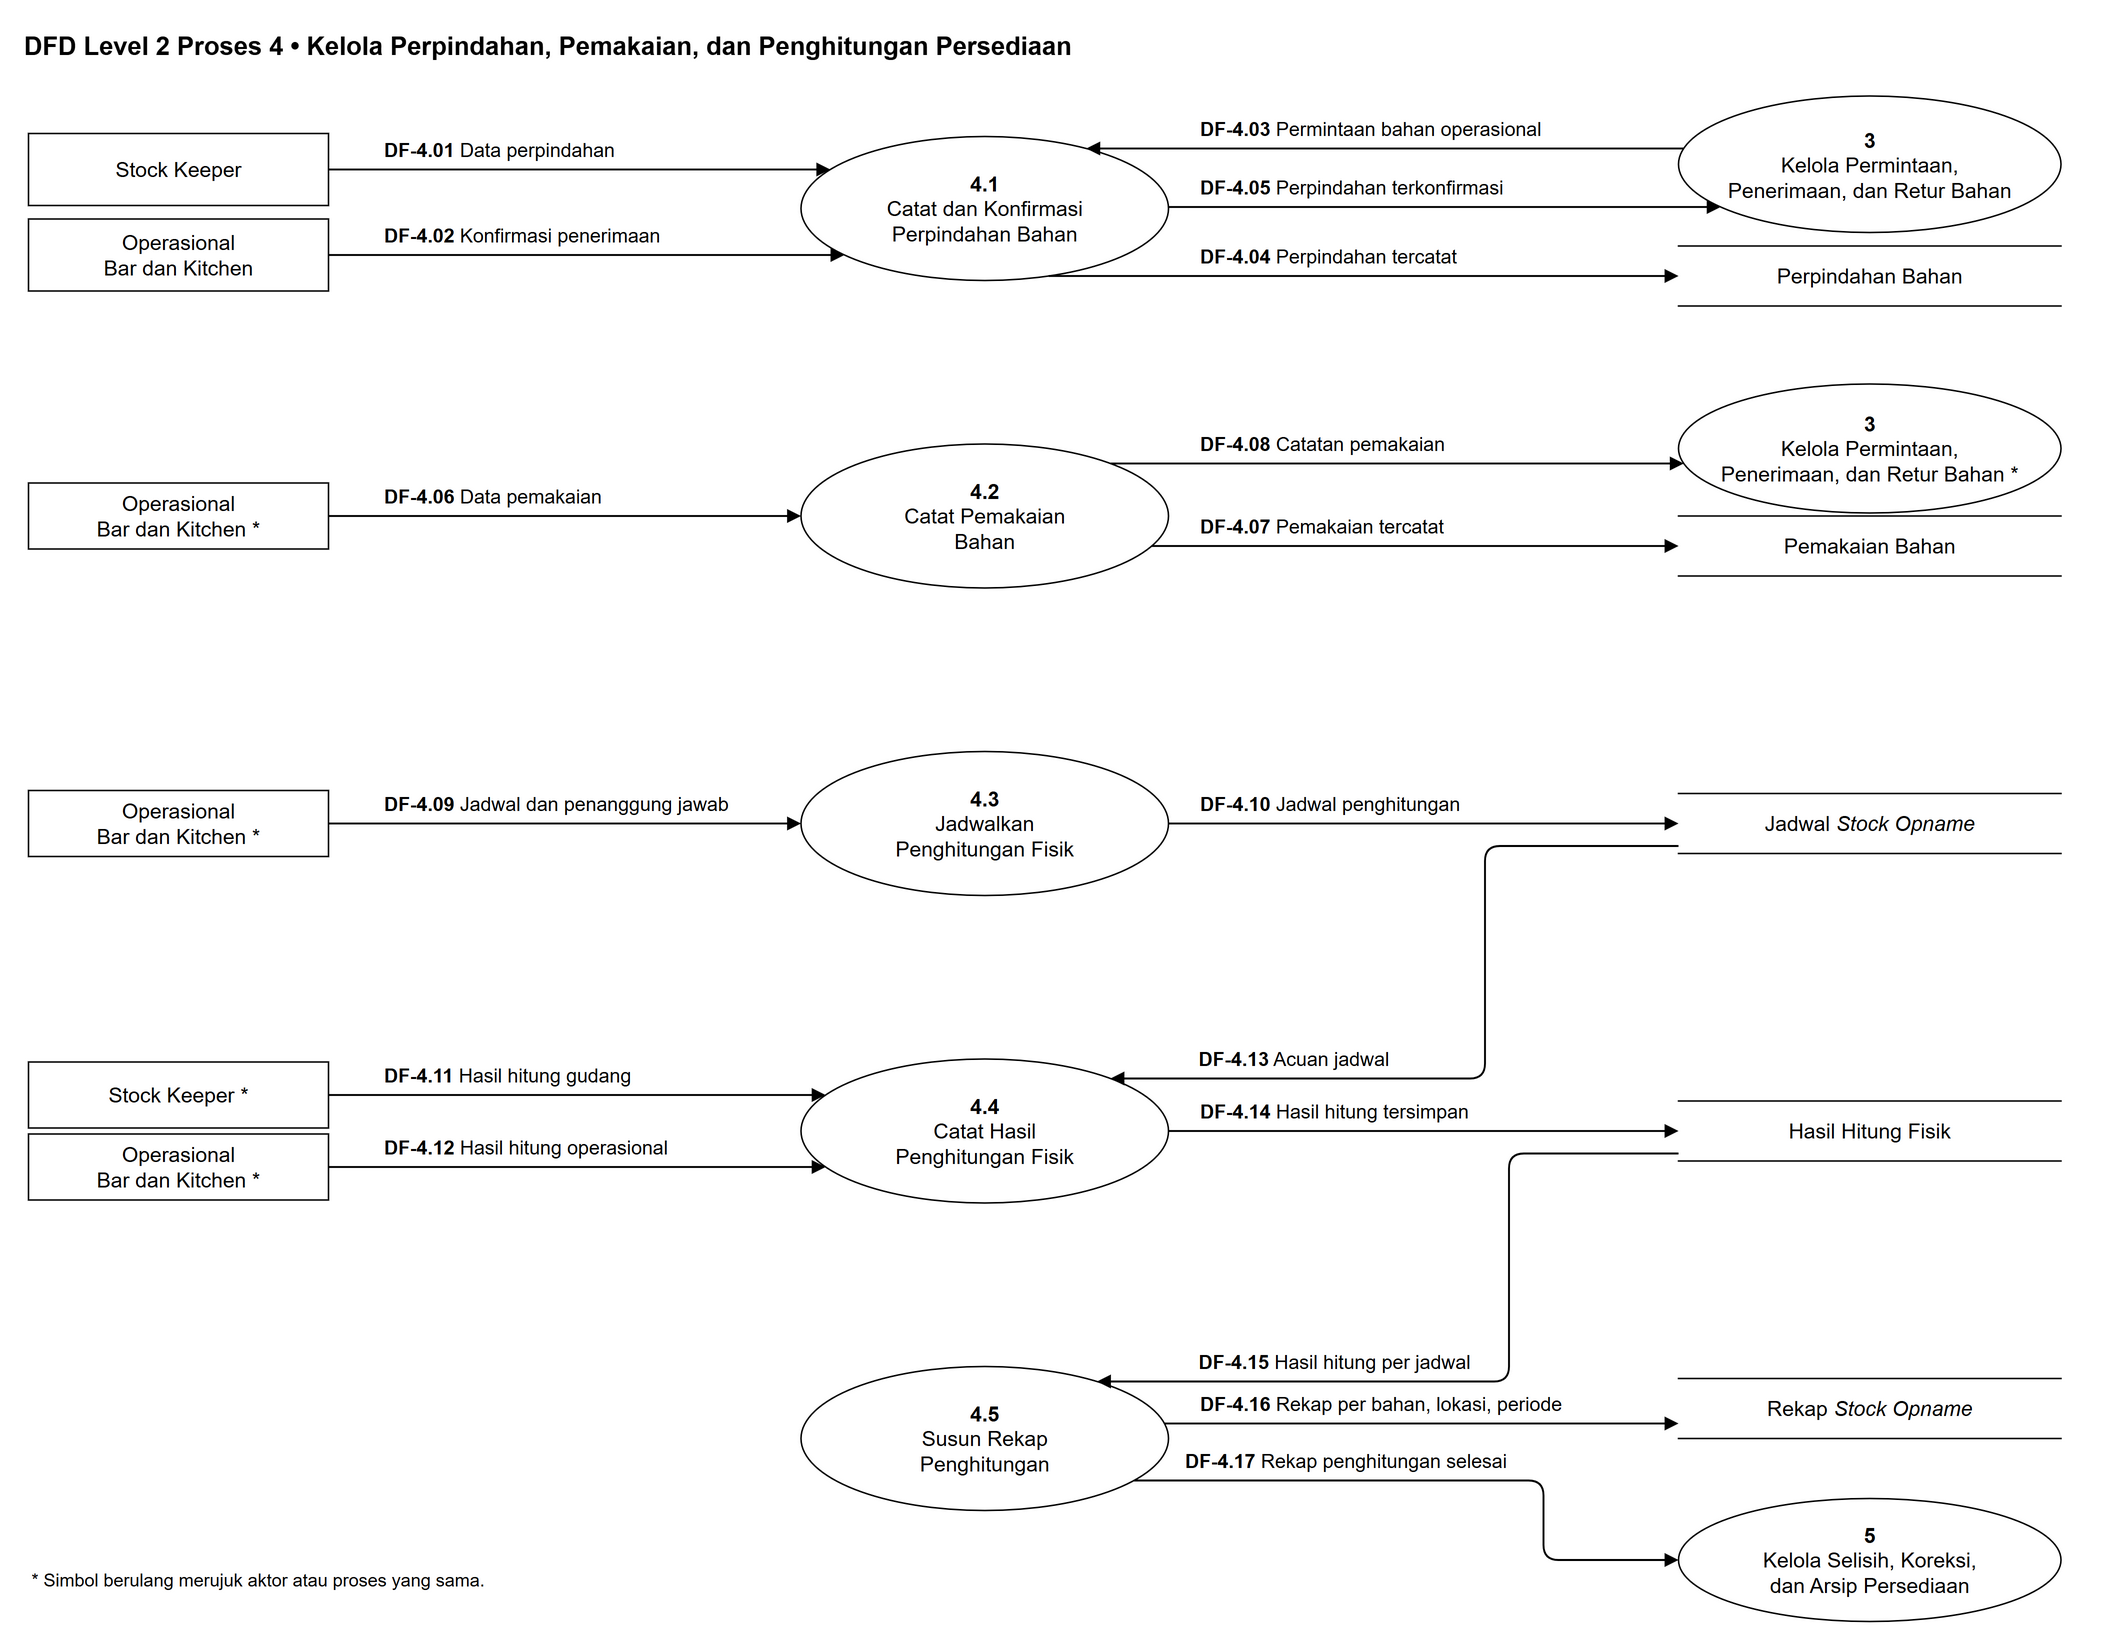 DFD Level 2 Proses 4 • Kelola Perpindahan, Pemakaian, dan Penghitungan Persediaan
Stock Keeper
DF-4.01 Data perpindahan
Operasional
Bar dan Kitchen
DF-4.02 Konfirmasi penerimaan
4.1
Catat dan Konfirmasi
Perpindahan Bahan
DF-4.03 Permintaan bahan operasional
DF-4.05 Perpindahan terkonfirmasi
DF-4.04 Perpindahan tercatat
3
Kelola Permintaan,
Penerimaan, dan Retur Bahan
Perpindahan Bahan
Operasional
Bar dan Kitchen *
DF-4.06 Data pemakaian
4.2
Catat Pemakaian
Bahan
DF-4.08 Catatan pemakaian
DF-4.07 Pemakaian tercatat
3
Kelola Permintaan,
Penerimaan, dan Retur Bahan *
Pemakaian Bahan
Operasional
Bar dan Kitchen *
DF-4.09 Jadwal dan penanggung jawab
4.3
Jadwalkan
Penghitungan Fisik
DF-4.10 Jadwal penghitungan
Jadwal Stock Opname
Stock Keeper *
DF-4.11 Hasil hitung gudang
Operasional
Bar dan Kitchen *
DF-4.12 Hasil hitung operasional
4.4
Catat Hasil
Penghitungan Fisik
DF-4.13 Acuan jadwal
DF-4.14 Hasil hitung tersimpan
Hasil Hitung Fisik
4.5
Susun Rekap
Penghitungan
DF-4.15 Hasil hitung per jadwal
DF-4.16 Rekap per bahan, lokasi, periode
DF-4.17 Rekap penghitungan selesai
Rekap Stock Opname
5
Kelola Selisih, Koreksi,
dan Arsip Persediaan
* Simbol berulang merujuk aktor atau proses yang sama.